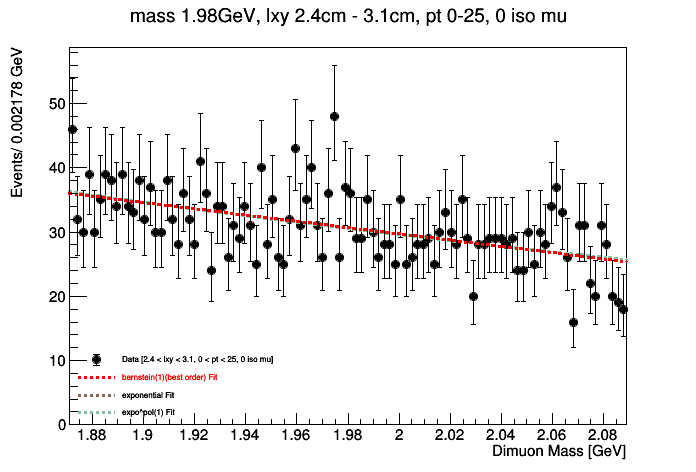 mass 1.98GeV, lxy 2.4cm - 3.1cm, pt 0-25, 0 iso mu
Events/ 0.002178 GeV
50
40
30
20
10
0
Data [2.4 < lxy < 3.1, 0 < pt < 25, 0 iso mu]
bernstein(1)(best order) Fit
exponential Fit
expo*pol(1) Fit
1.88 1.9 1.92 1.94 1.96 1.98 2 2.02 2.04 2.06 2.08
Dimuon Mass [GeV]